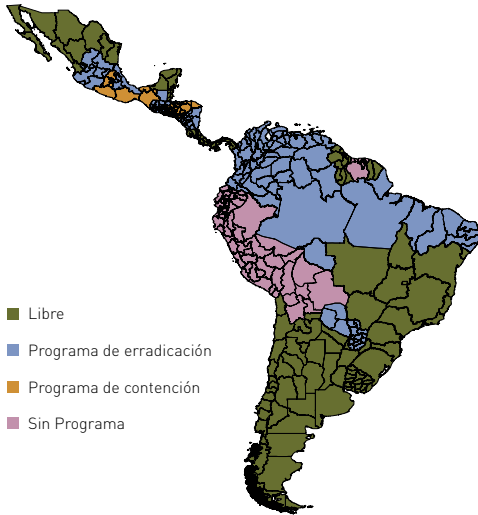 Libre
Programa de erradicación
Programa de contención
Sin Programa